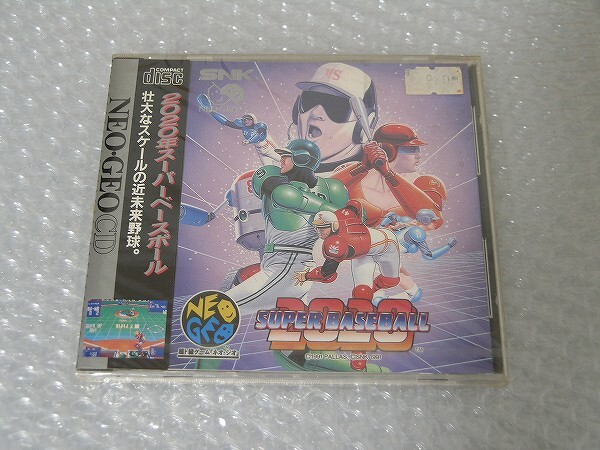 COMPACT
disc
SNK
2020年スーパーベースボール
壮大なスケールの近未来野球。
NEO・GEO CD
NEO
GEO
2020
SUPER BASEBALL
TM